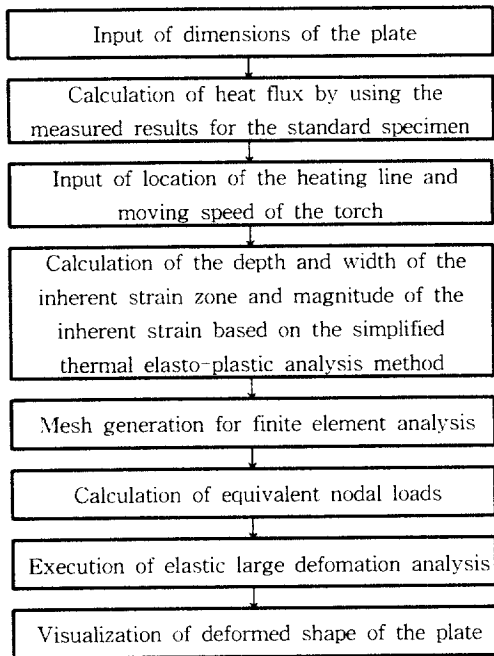 Input of dimensions of the plate
Calculation of heat flux by using the
measured results for the standard specimen
Input of location of the heating line and
moving speed of the torch
Calculation of the depth and width of the
inherent strain zone and magnitude of the
inherent strain based on the simplified
thermal elasto-plastic analysis method
Mesh generation for finite element analysis
Calculation of equivalent nodal loads
Execution of elastic large defomation analysis
Visualization of deformed shape of the plate